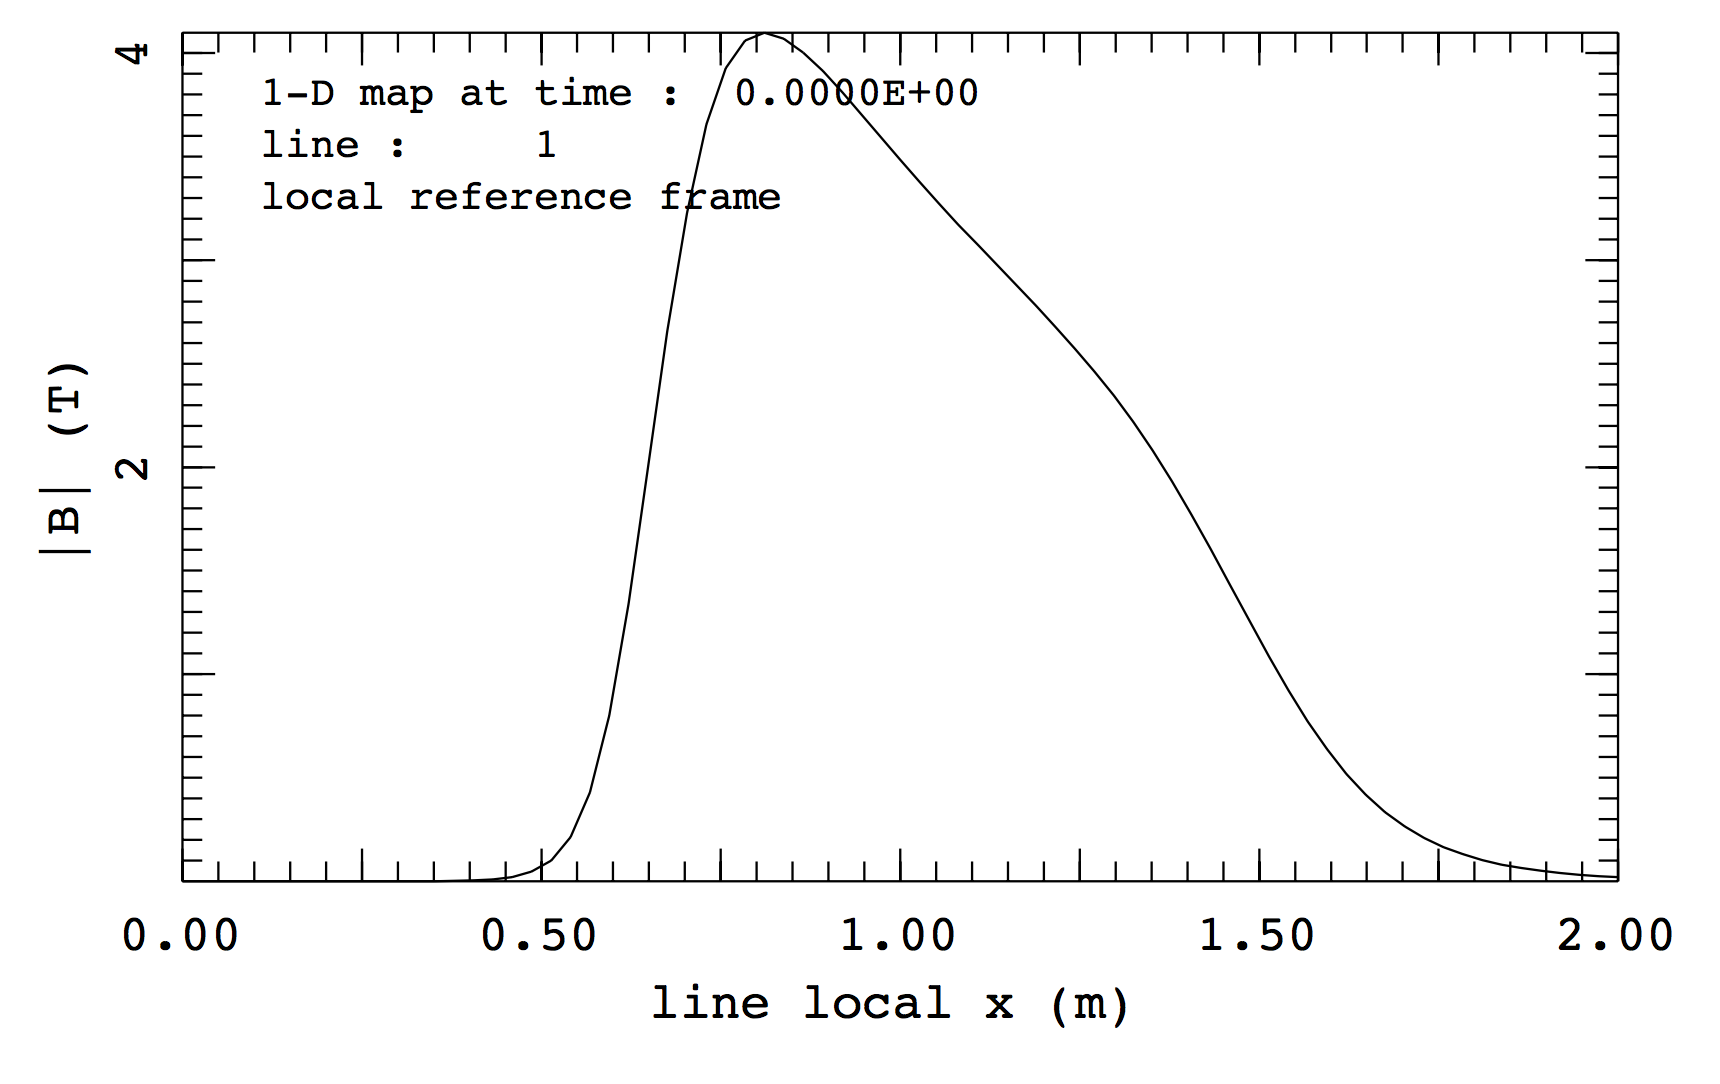 4
1-D map at time : 0.0000E+00
line : 1
local reference frame
|B| (T)
2
0.00 0.50 1.00 1.50 2.00
line local x (m)